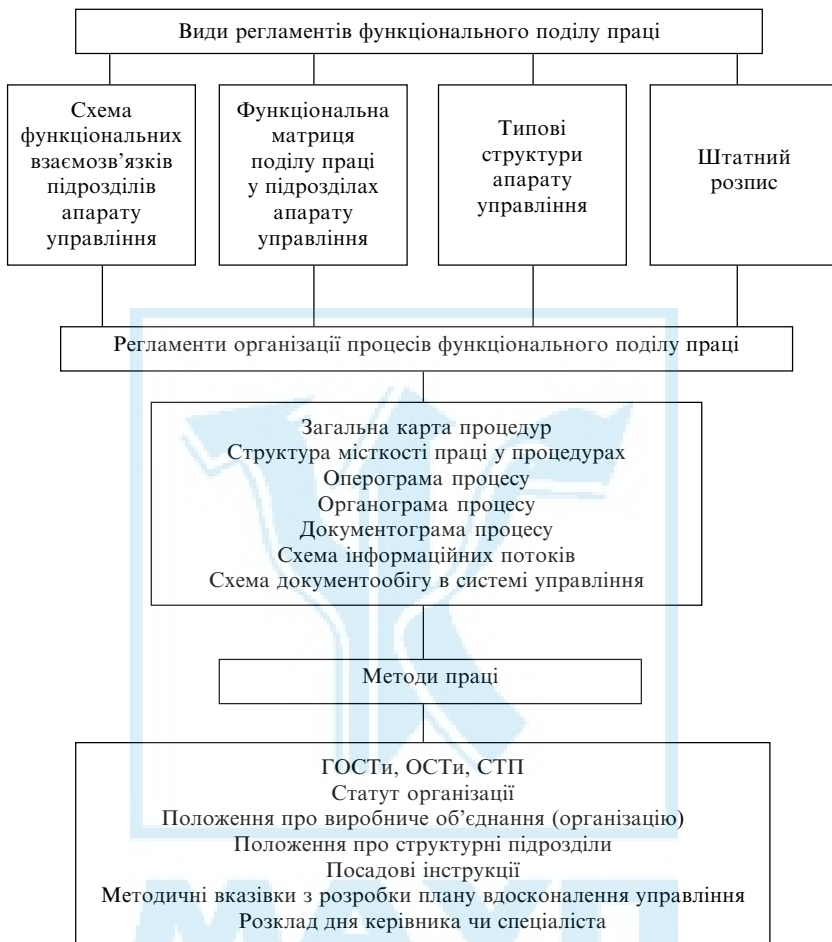 Види регламентів функціонального поділу праці
Схема
функціональних
взаємозв’язків
підрозділів
апарату
управління
Функціональна
матриця
поділу праці
у підрозділах
апарату
управління
Типові
структури
апарату
управління
Штатний
розпис
Регламенти організації процесів функціонального поділу праці
Загальна карта процедур
Структура місткості праці у процедурах
Оперограма процесу
Органограма процесу
Документограма процесу
Схема інформаційних потоків
Схема документообігу в системі управління
Методи праці
ГОСТи, ОСТи, СТП
Статут організації
Положення про виробниче об’єднання (організацію)
Положення про структурні підрозділи
Посадові інструкції
Методичні вказівки з розробки плану вдосконалення управління
Розклад дня керівника чи спеціаліста
МАУП